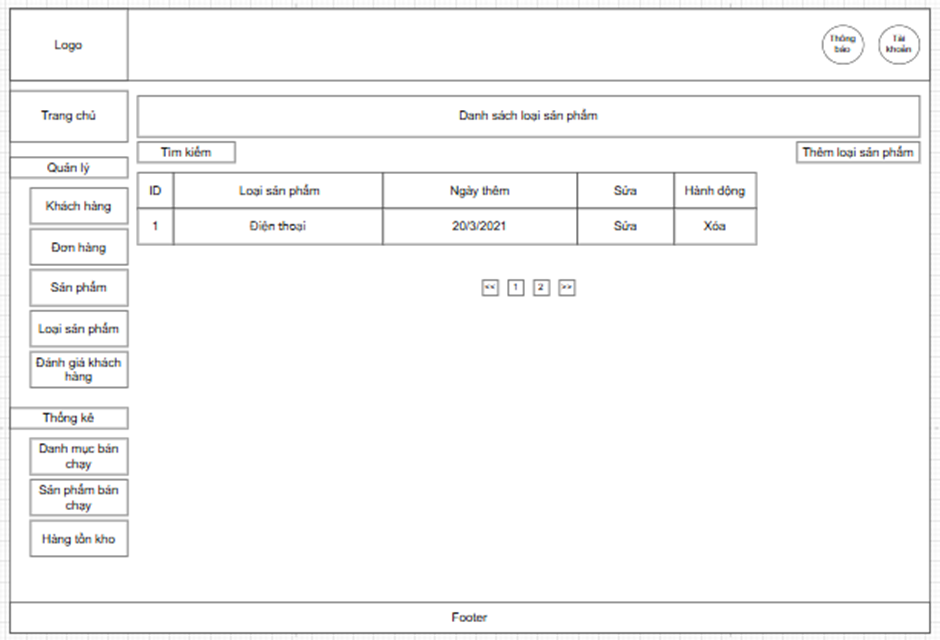 Logo
Thông
báo
Tài
khoản
Trang chủ
Danh sách loại sản phẩm
Tìm kiếm
Thêm loại sản phẩm
Quản lý
ID
Loại sản phẩm
Ngày thêm
Sửa
Hành động
1
Điện thoại
20/3/2021
Sửa
Xóa
Khách hàng
Đơn hàng
Sản phẩm
<<
1
2
>>
Loại sản phẩm
Đánh giá khách
hàng
Thống kê
Danh mục bán
chạy
Sản phẩm bán
chạy
Hàng tồn kho
Footer